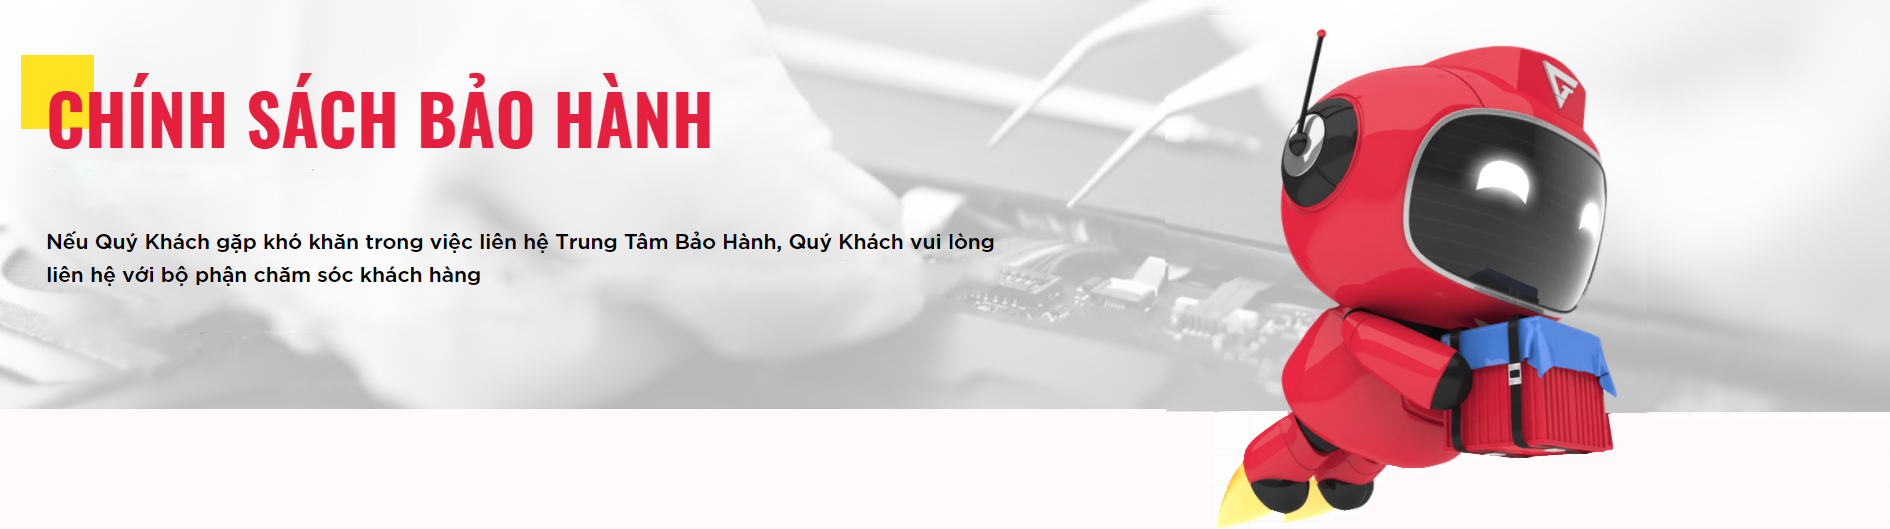 CHÍNH SÁCH BẢO HÀNH
Nếu Quý Khách gặp khó khăn trong việc liên hệ Trung Tâm Bảo Hành, Quý Khách vui lòng
liên hệ với bộ phận chăm sóc khách hàng